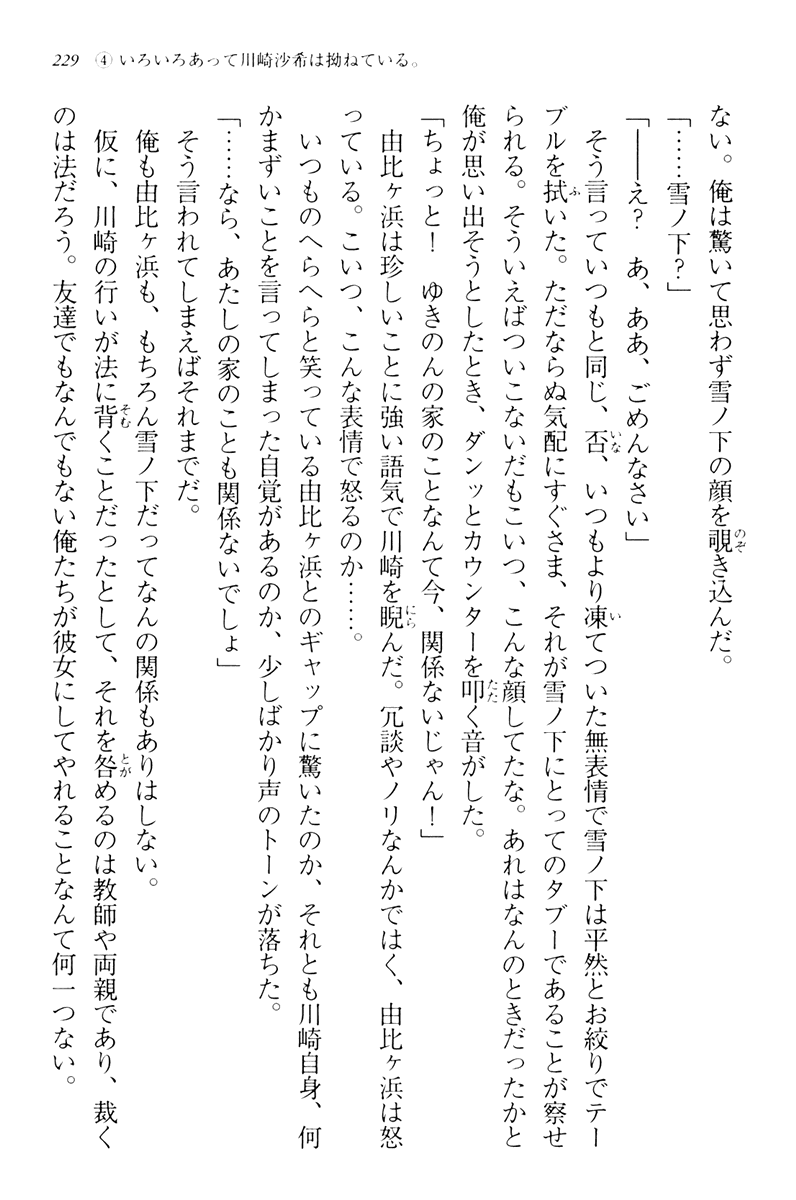 229 ④ いろいろあって川崎沙希は拗ねている。
ない。俺は驚いて思わず雪ノ下の顔を覗き込んだ。
「……雪ノ下？」
「――え？　あ、ああ、ごめんなさい」
そう言っていつもと同じ、否、いつもより凍てついた無表情で雪ノ下は平然とお絞りでテー
ブルを拭いた。ただならぬ気配にすぐさま、それが雪ノ下にとってのタブーであることが察せ
られる。そういえばついこないだもこいつ、こんな顔してたな。あれはなんのときだったかと
俺が思い出そうとしたとき、ダンッとカウンターを叩く音がした。
「ちょっと！　ゆきのんの家のことなんて今、関係ないじゃん！」
由比ヶ浜は珍しいことに強い語気で川崎を睨んだ。冗談やノリなんかではく、由比ヶ浜は怒
っている。こいつ、こんな表情で怒るのか……。
いつものへらへらと笑っている由比ヶ浜とのギャップに驚いたのか、それとも川崎自身、何
かまずいことを言ってしまった自覚があるのか、少しばかり声のトーンが落ちた。
「……なら、あたしの家のことも関係ないでしょ」
そう言われてしまえばそれまでだ。
俺も由比ヶ浜も、もちろん雪ノ下だってなんの関係もありはしない。
仮に、川崎の行いが法に背くことだったとして、それを咎めるのは教師や両親であり、裁く
のは法だろう。友達でもなんでもない俺たちが彼女にしてやれることなんて何一つない。